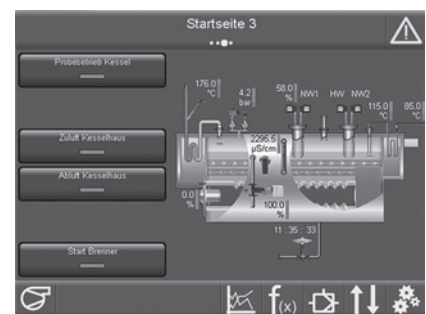 Startseite 3
Probebetrieb Kessel
176.0
°C
4.2
bar
58.0
%
NW1 HW NW2
115.0
°C
85.0
°C
Zuluft Kesselhaus
2295.5
µS/cm
Abluft Kesselhaus
0.0
%
100.0
%
11 : 35 : 33
Start Brenner
f(x)